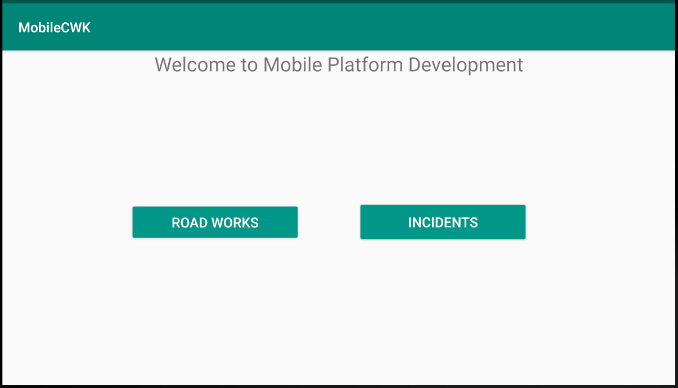 MobileCWK
Welcome to Mobile Platform Development
ROAD WORKS
INCIDENTS